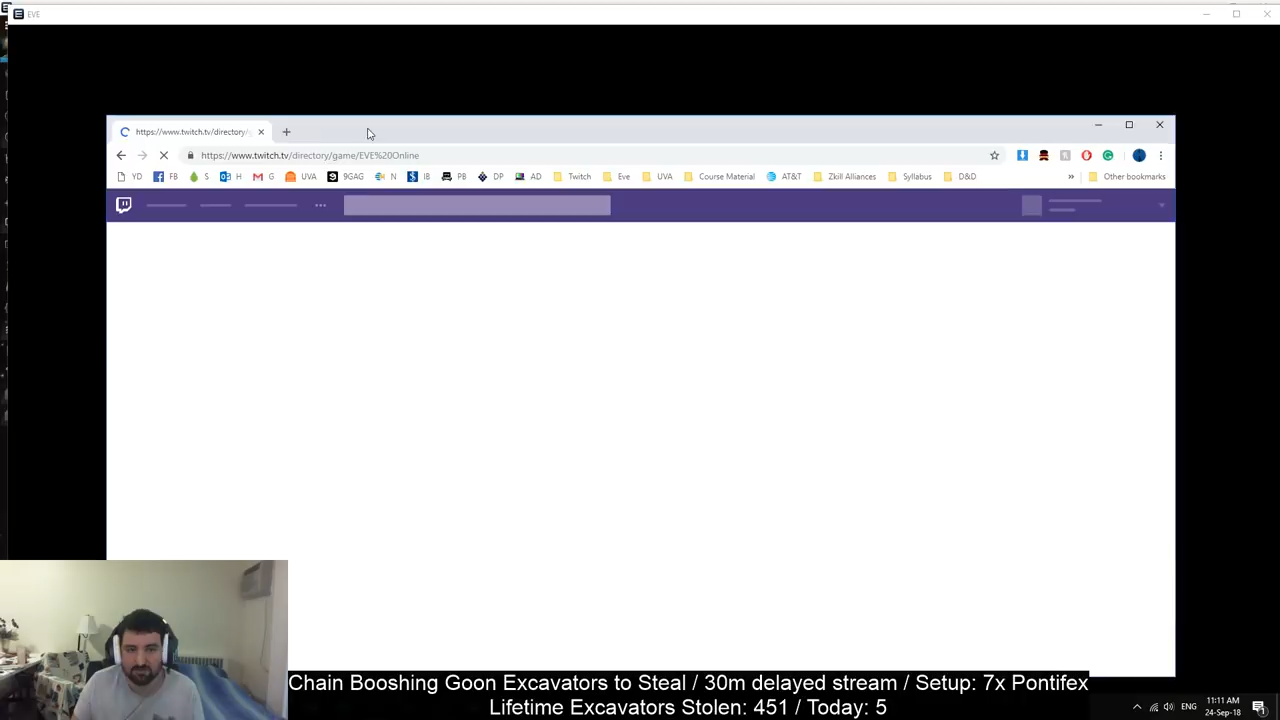 EVE
https://www.twitch.tv/directory/
https://www.twitch.tv/directory/game/EVE%20Online
YD FB S H G UVA 9GAG N IB PB DP AD Twitch Eve UVA Course Material AT&T Zkill Alliances Syllabus D&D » Other bookmarks
Chain Booshing Goon Excavators to Steal / 30m delayed stream / Setup: 7x Pontifex
Lifetime Excavators Stolen: 451 / Today: 5
ENG
11:11 AM
24-Sep-18